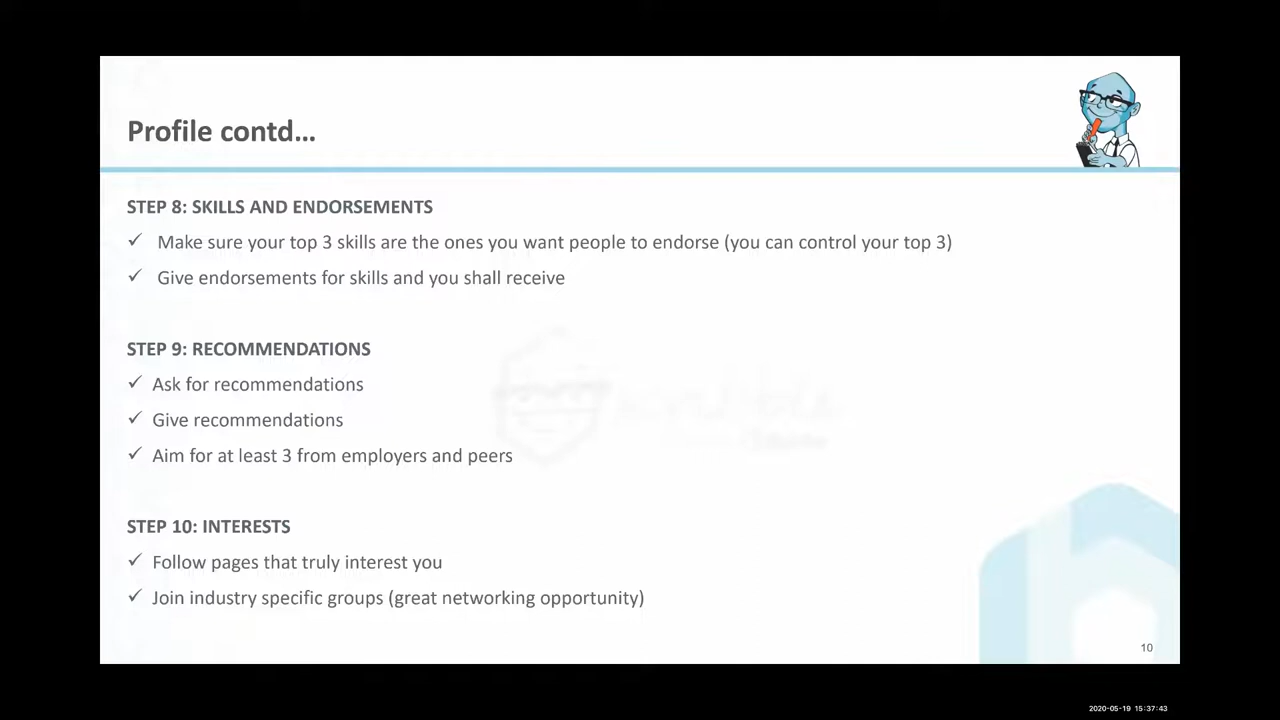 Profile contd...
STEP 8: SKILLS AND ENDORSEMENTS
✓ Make sure your top 3 skills are the ones you want people to endorse (you can control your top 3)
✓ Give endorsements for skills and you shall receive
STEP 9: RECOMMENDATIONS
✓ Ask for recommendations
✓ Give recommendations
✓ Aim for at least 3 from employers and peers
STEP 10: INTERESTS
✓ Follow pages that truly interest you
✓ Join industry specific groups (great networking opportunity)
10
2020-05-19 15:37:43